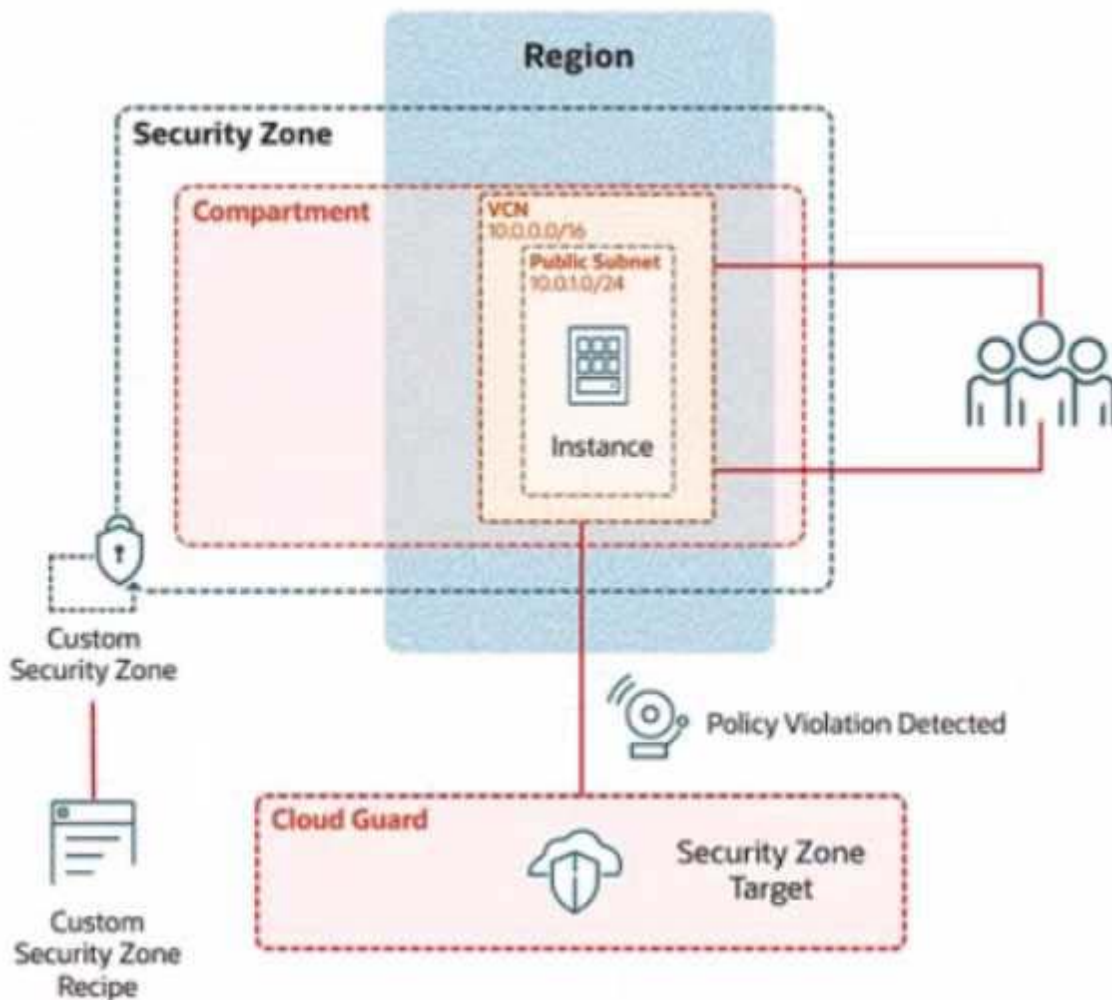 Region
Security Zone
Compartment
VCN
10.0.0.0/16
Public Subnet
10.0.1.0/24
Instance
Custom
Security Zone
Policy Violation Detected
Cloud Guard
Security Zone
Target
Custom
Security Zone
Recipe